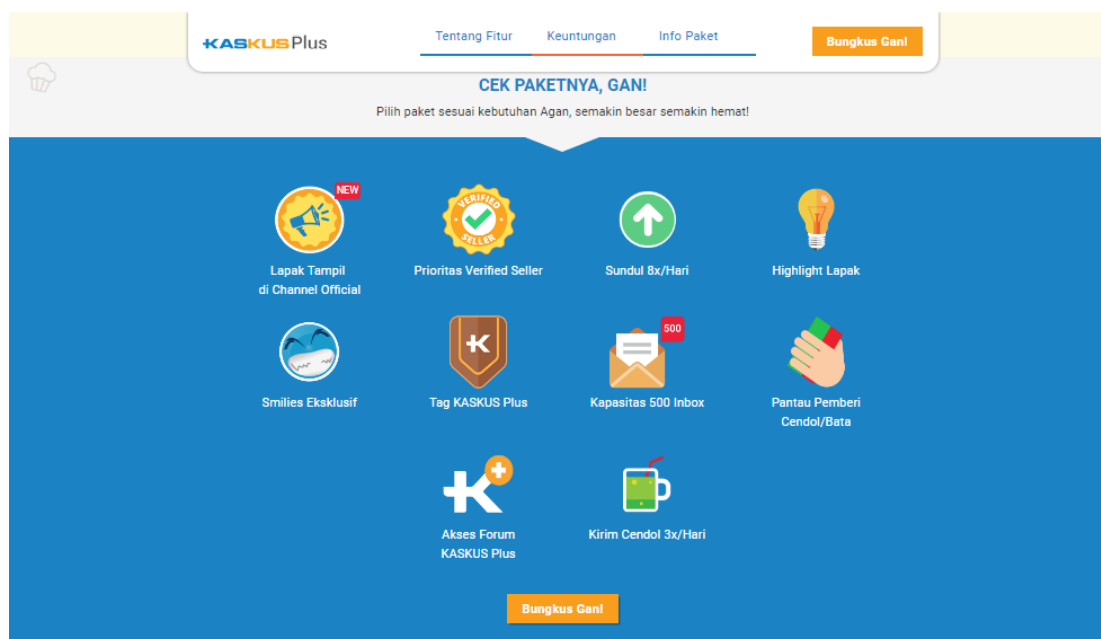 KASKUS Plus
Tentang Fitur Keuntungan Info Paket
Bungkus Gan!
CEK PAKETNYA, GAN!
Pilih paket sesuai kebutuhan Agan, semakin besar semakin hemat!
NEW
Lapak Tampil
di Channel Official
VERIFIED
SELLER
Prioritas Verified Seller
Sundul 8x/Hari
Highlight Lapak
Smilies Eksklusif
K
Tag KASKUS Plus
500
Kapasitas 500 Inbox
Pantau Pemberi
Cendol/Bata
K
Akses Forum
KASKUS Plus
Kirim Cendol 3x/Hari
Bungkus Gan!